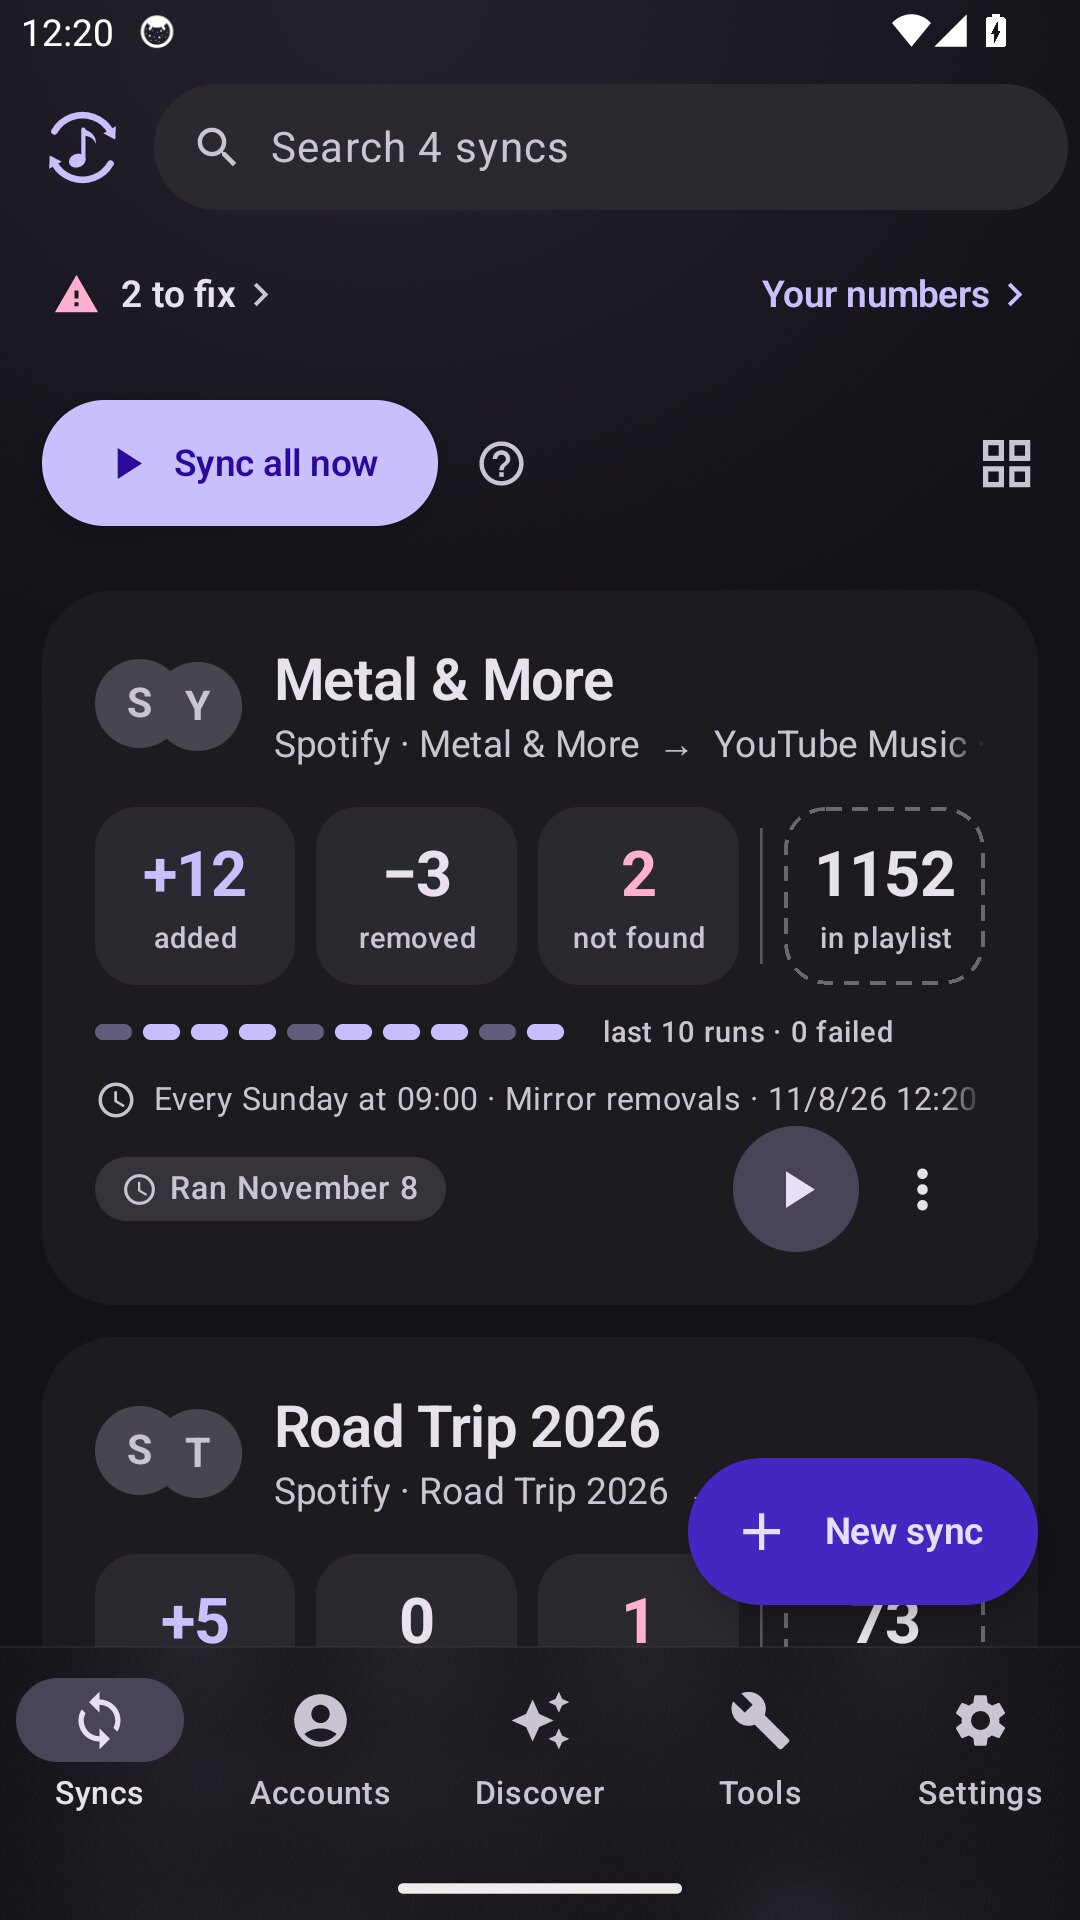 12:20
Search 4 syncs
2 to fix
Your numbers
Sync all now
S Y
Metal & More
Spotify · Metal & More → YouTube Music ·
+12 −3 2 1152
added removed not found in playlist
last 10 runs · 0 failed
Every Sunday at 09:00 · Mirror removals · 11/8/26 12:20
Ran November 8
S T
Road Trip 2026
Spotify · Road Trip 2026
New sync
+5 0 1 73
Syncs Accounts Discover Tools Settings